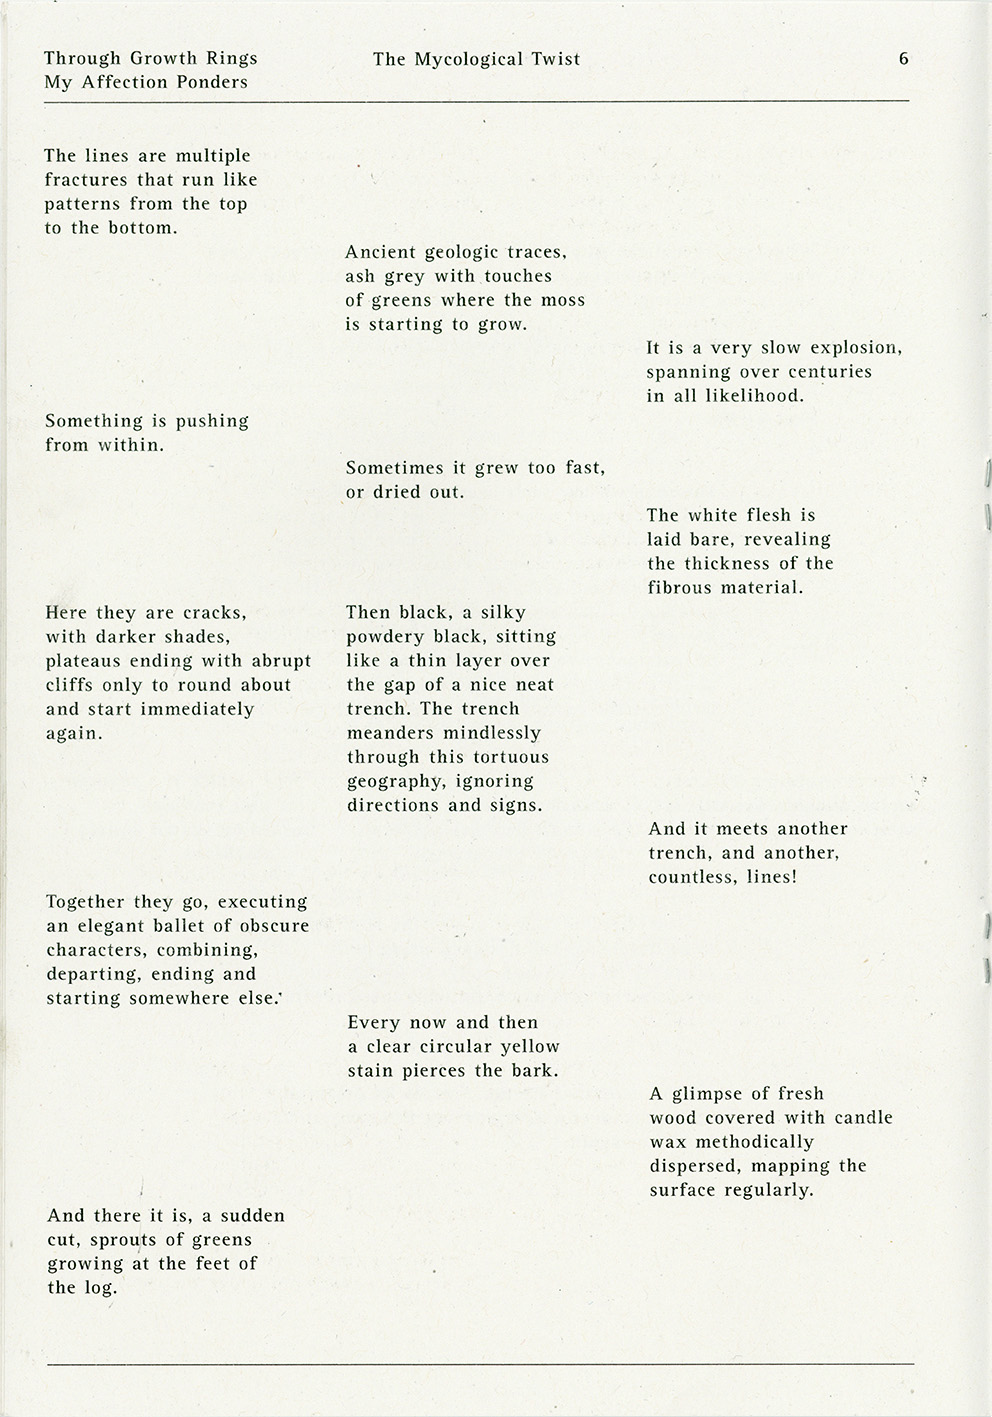 Through Growth Rings
My Affection Ponders
The Mycological Twist
6
The lines are multiple
fractures that run like
patterns from the top
to the bottom.
Ancient geologic traces,
ash grey with touches
of greens where the moss
is starting to grow.
It is a very slow explosion,
spanning over centuries
in all likelihood.
Something is pushing
from within.
Sometimes it grew too fast,
or dried out.
The white flesh is
laid bare, revealing
the thickness of the
fibrous material.
Here they are cracks,
with darker shades,
plateaus ending with abrupt
cliffs only to round about
and start immediately
again.
Then black, a silky
powdery black, sitting
like a thin layer over
the gap of a nice neat
trench. The trench
meanders mindlessly
through this tortuous
geography, ignoring
directions and signs.
And it meets another
trench, and another,
countless, lines!
Together they go, executing
an elegant ballet of obscure
characters, combining,
departing, ending and
starting somewhere else.
Every now and then
a clear circular yellow
stain pierces the bark.
A glimpse of fresh
wood covered with candle
wax methodically
dispersed, mapping the
surface regularly.
And there it is, a sudden
cut, sprouts of greens
growing at the feet of
the log.